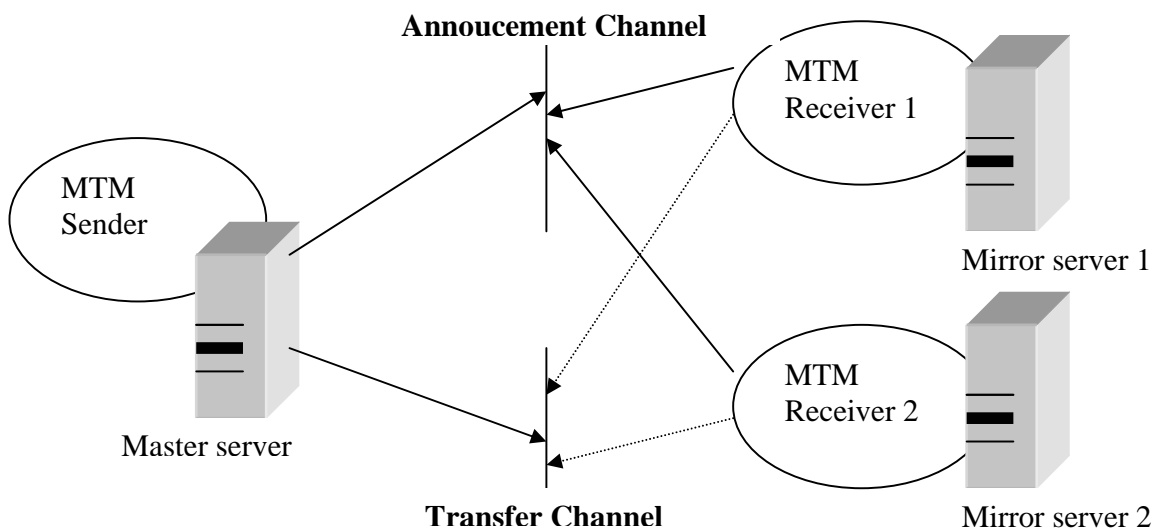 Annoucement Channel
MTM
Sender
Master server
MTM
Receiver 1
Mirror server 1
MTM
Receiver 2
Mirror server 2
Transfer Channel